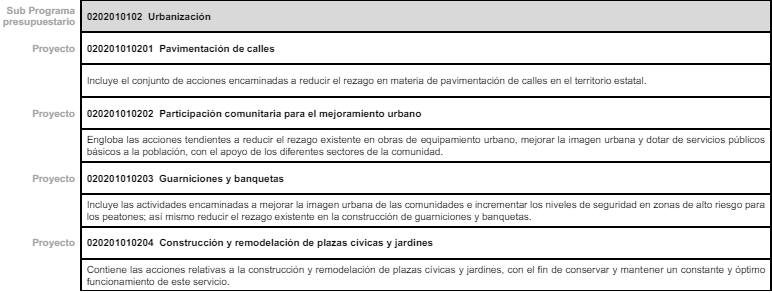 Sub Programa
presupuestario
0202010102 Urbanización
Proyecto
020201010201 Pavimentación de calles
Incluye el conjunto de acciones encaminadas a reducir el rezago en materia de pavimentación de calles en el territorio estatal.
Proyecto
020201010202 Participación comunitaria para el mejoramiento urbano
Engloba las acciones tendientes a reducir el rezago existente en obras de equipamiento urbano, mejorar la imagen urbana y dotar de servicios públicos
básicos a la población, con el apoyo de los diferentes sectores de la comunidad.
Proyecto
020201010203 Guarniciones y banquetas
Incluye las actividades encaminadas a mejorar la imagen urbana de las comunidades e incrementar los niveles de seguridad en zonas de alto riesgo para
los peatones; así mismo reducir el rezago existente en la construcción de guarniciones y banquetas.
Proyecto
020201010204 Construcción y remodelación de plazas cívicas y jardines
Contiene las acciones relativas a la construcción y remodelación de plazas cívicas y jardines, con el fin de conservar y mantener un constante y óptimo
funcionamiento de este servicio.